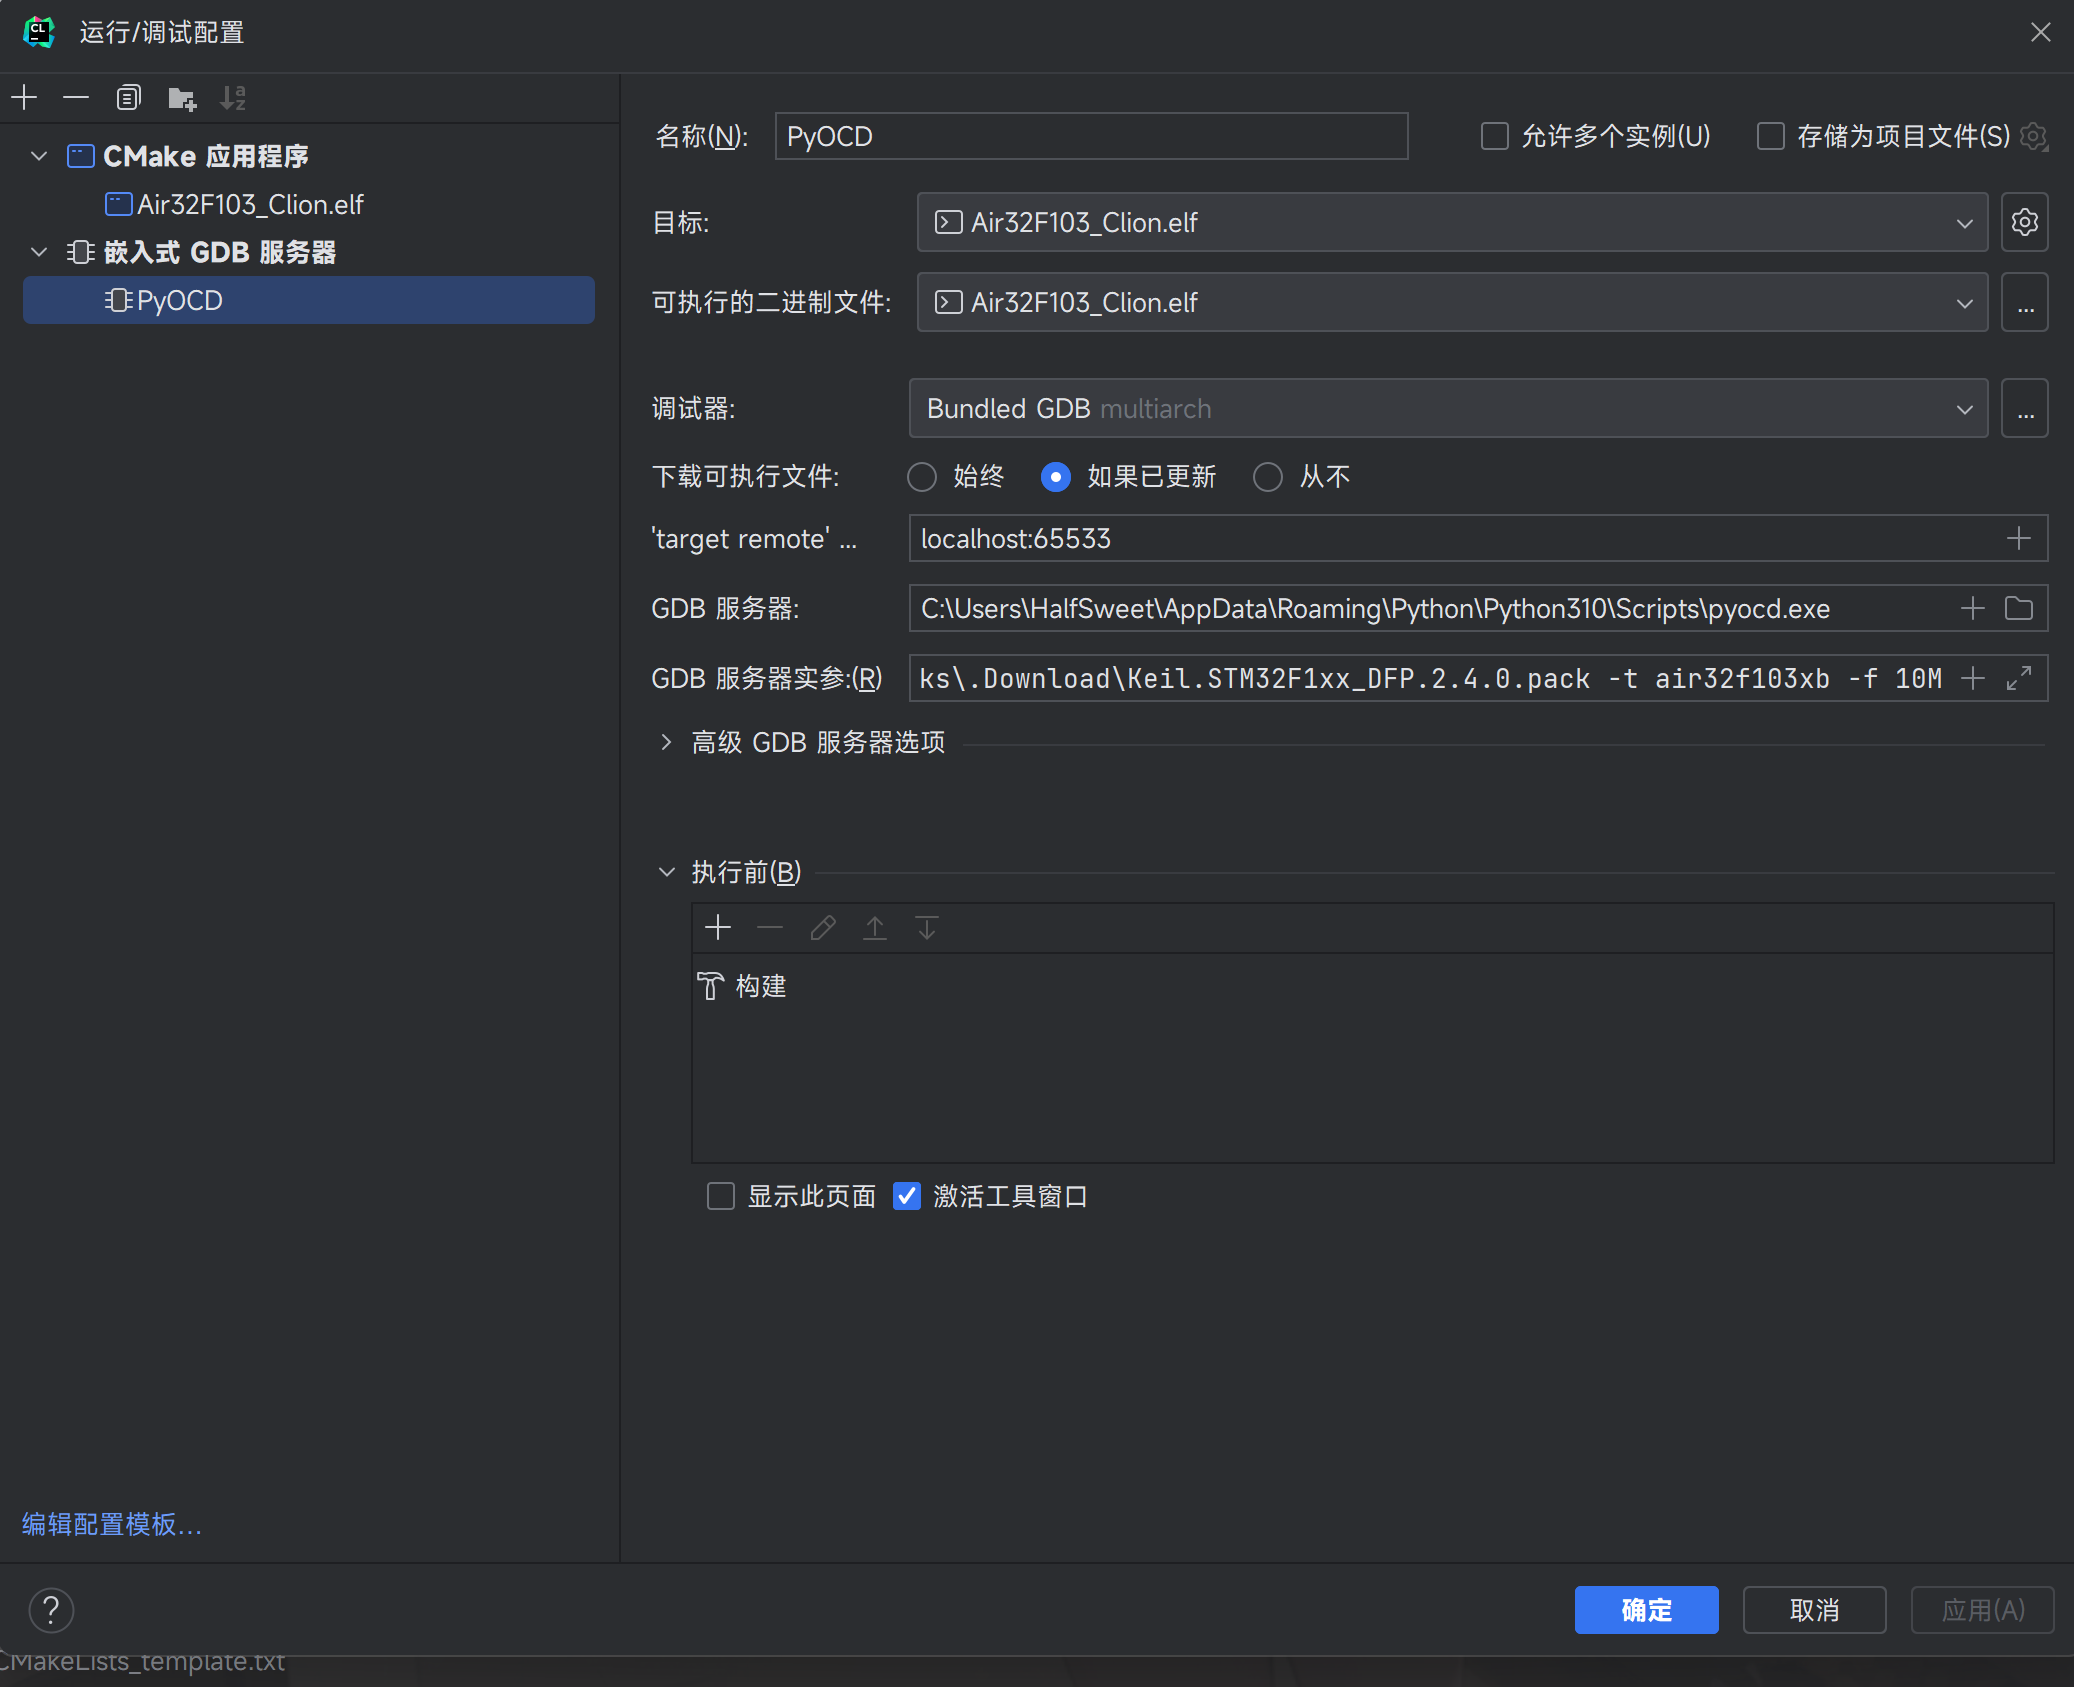 运行/调试配置
CMake 应用程序
Air32F103_Clion.elf
嵌入式 GDB 服务器
PyOCD
编辑配置模板...
名称(N):
PyOCD
允许多个实例(U)
存储为项目文件(S)
目标:
Air32F103_Clion.elf
可执行的二进制文件:
Air32F103_Clion.elf
...
调试器:
Bundled GDB multiarch
...
下载可执行文件:
始终
如果已更新
从不
'target remote' ...
localhost:65533
GDB 服务器:
C:\Users\HalfSweet\AppData\Roaming\Python\Python310\Scripts\pyocd.exe
GDB 服务器实参:(R)
ks\.Download\Keil.STM32F1xx_DFP.2.4.0.pack -t air32f103xb -f 10M
高级 GDB 服务器选项
执行前(B)
构建
显示此页面
激活工具窗口
?
确定
取消
应用(A)
CMakeLists_template.txt